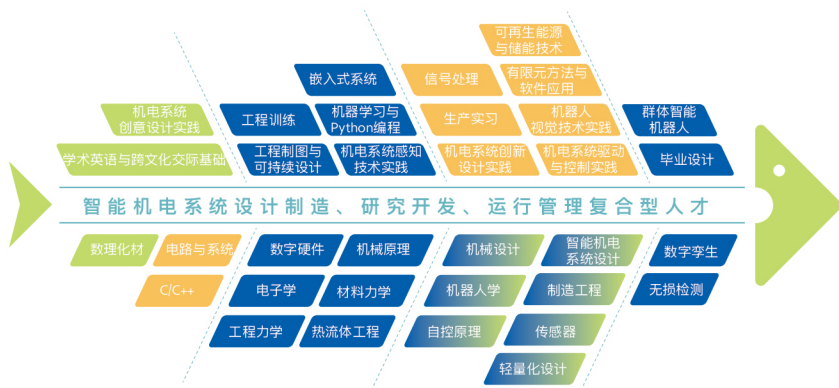 可再生能源
与储能技术
嵌入式系统
信号处理
有限元方法与
软件应用
机电系统
创意设计实践
工程训练
机器学习与
Python编程
生产实习
机器人
视觉技术实践
群体智能
机器人
学术英语与跨文化交际基础
工程制图与
可持续设计
机电系统感知
技术实践
机电系统创新
设计实践
机电系统驱动
与控制实践
毕业设计
智能机电系统设计制造、研究开发、运行管理复合型人才
数理化材
电路与系统
数字硬件
机械原理
机械设计
智能机电
系统设计
数字孪生
C/C++
电子学
材料力学
机器人学
制造工程
无损检测
工程力学
热流体工程
自控原理
传感器
轻量化设计